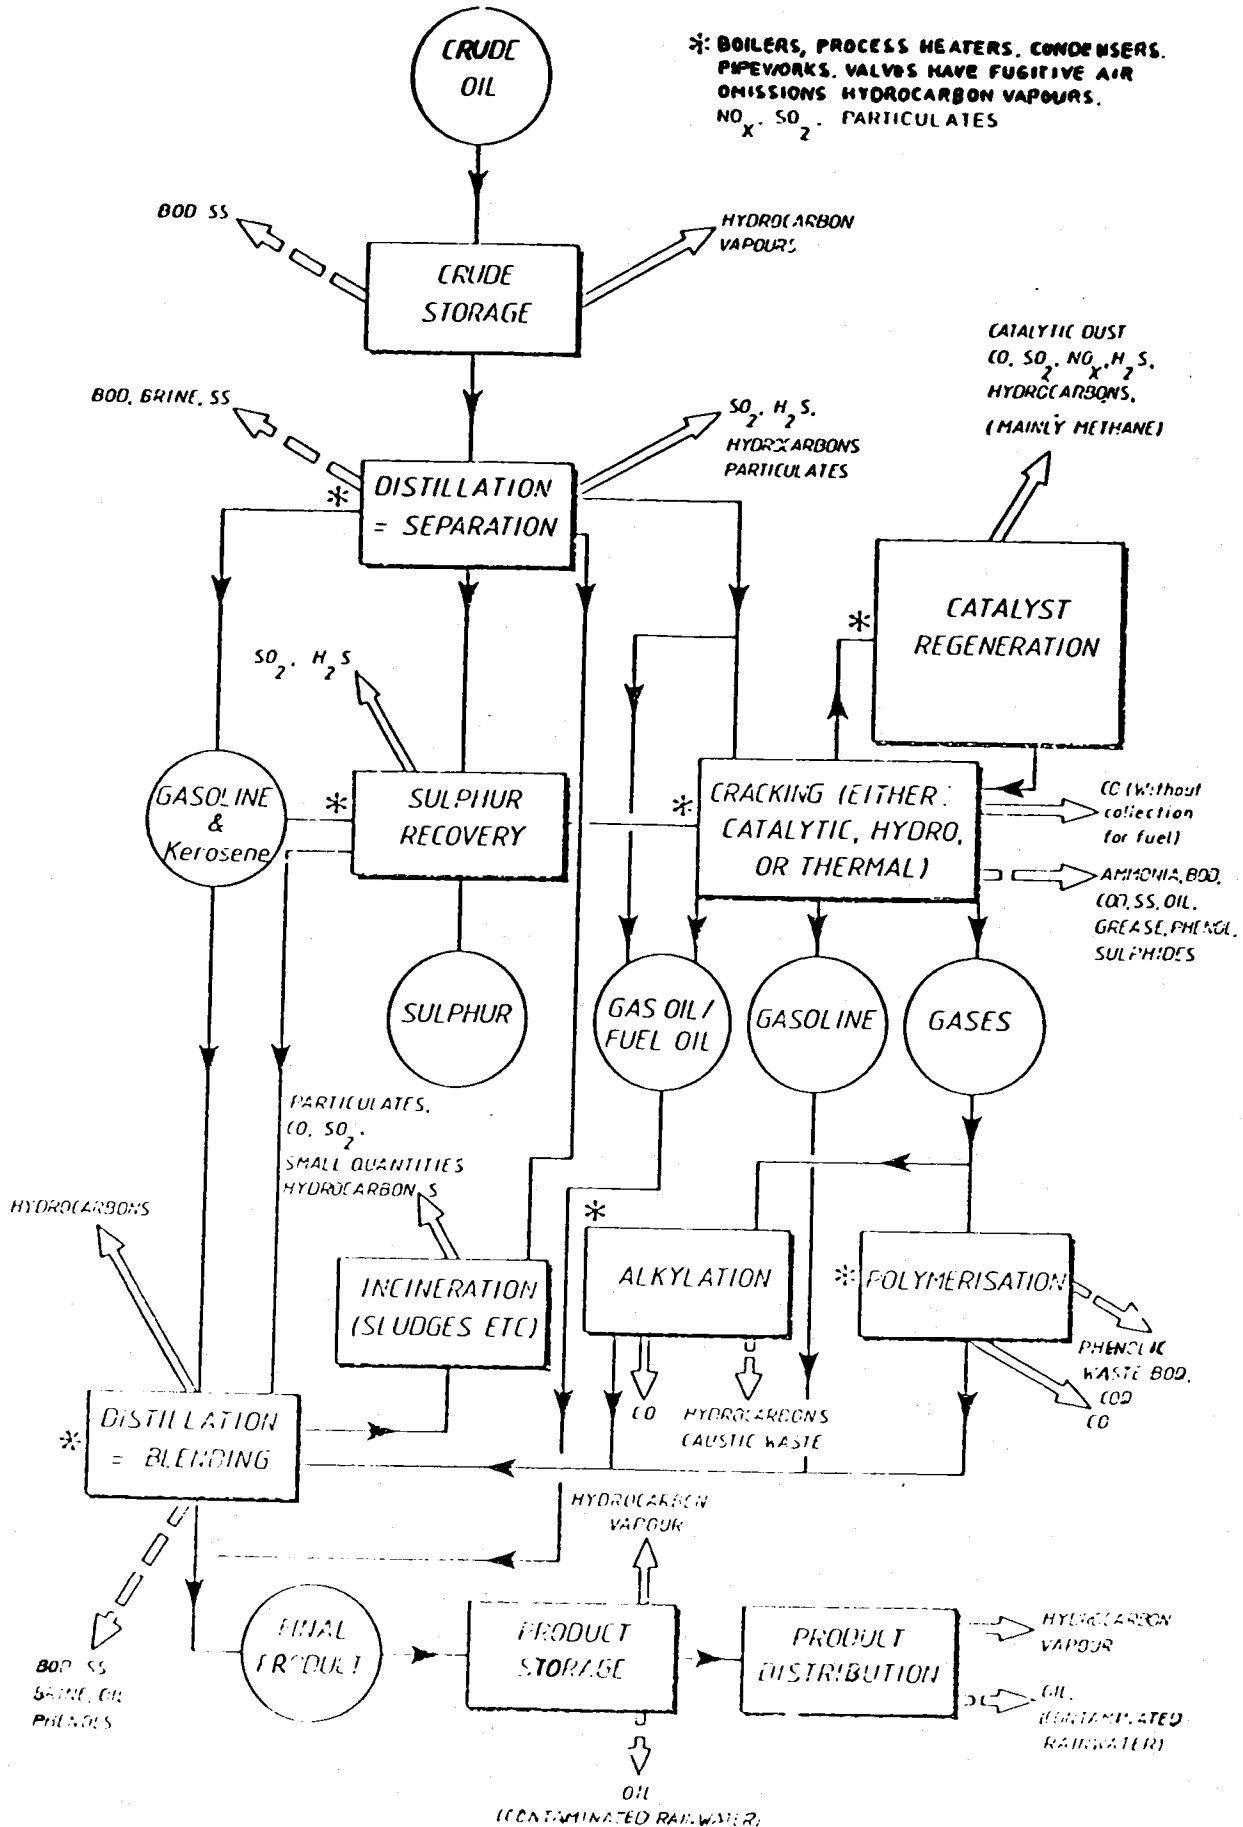 CRUDE
OIL
*: BOILERS, PROCESS HEATERS. CONDENSERS.
PIPEWORKS. VALVES HAVE FUGITIVE AIR
OMISSIONS HYDROCARBON VAPOURS.
NOX. SO2. PARTICULATES
BOD SS
HYDROCARBON
VAPOURS
CRUDE
STORAGE
CATALYTIC DUST
CO, SO2. NOX, H2S,
HYDROCARBONS,
(MAINLY METHANE)
BOD, BRINE, SS
SO2. H2S,
HYDROCARBONS
PARTICULATES
*
DISTILLATION
= SEPARATION
*
CATALYST
REGENERATION
SO2. H2S
GASOLINE
&
Kerosene
*
SULPHUR
RECOVERY
*
CRACKING (EITHER:
CATALYTIC, HYDRO,
OR THERMAL)
CO (Without
collection
for fuel)
AMMONIA, BOD,
COD, SS, OIL,
GREASE, PHENOL,
SULPHIDES
SULPHUR
GAS OIL/
FUEL OIL
GASOLINE
GASES
PARTICULATES,
CO, SO2.
SMALL QUANTITIES
HYDROCARBONS
HYDROCARBONS
INCINERATION
(SLUDGES ETC)
*
ALKYLATION
*
POLYMERISATION
PHENOLIC
WASTE BOD,
COD
CO
CO
HYDROCARBONS
CAUSTIC WASTE
*
DISTILLATION
= BLENDING
HYDROCARBON
VAPOUR
BOD SS
BRINE, OIL
PHENOLS
FINAL
PRODUCT
PRODUCT
STORAGE
PRODUCT
DISTRIBUTION
HYDROCARBON
VAPOUR
OIL,
(CONTAMINATED
RAINWATER)
OIL
(CONTAMINATED RAINWATER)